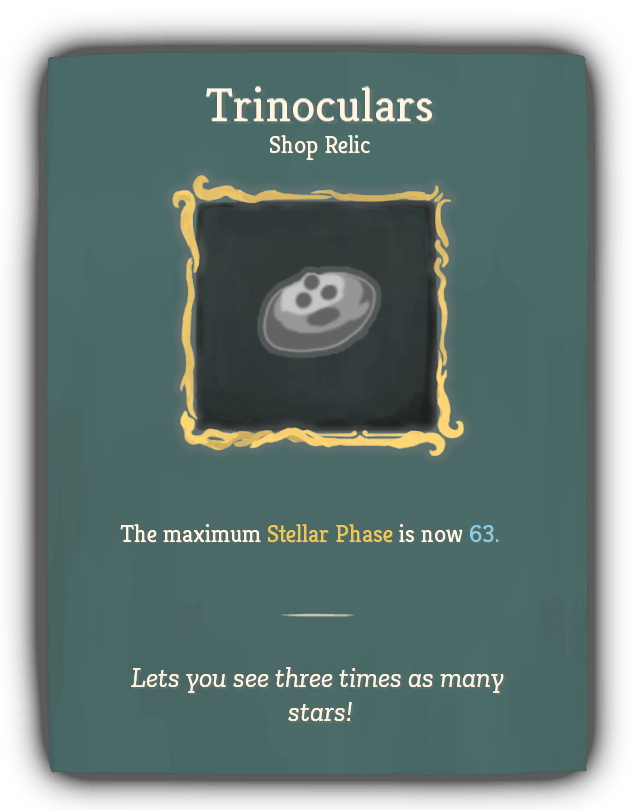 Trinoculars
Shop Relic
The maximum Stellar Phase is now 63.
Lets you see three times as many
stars!